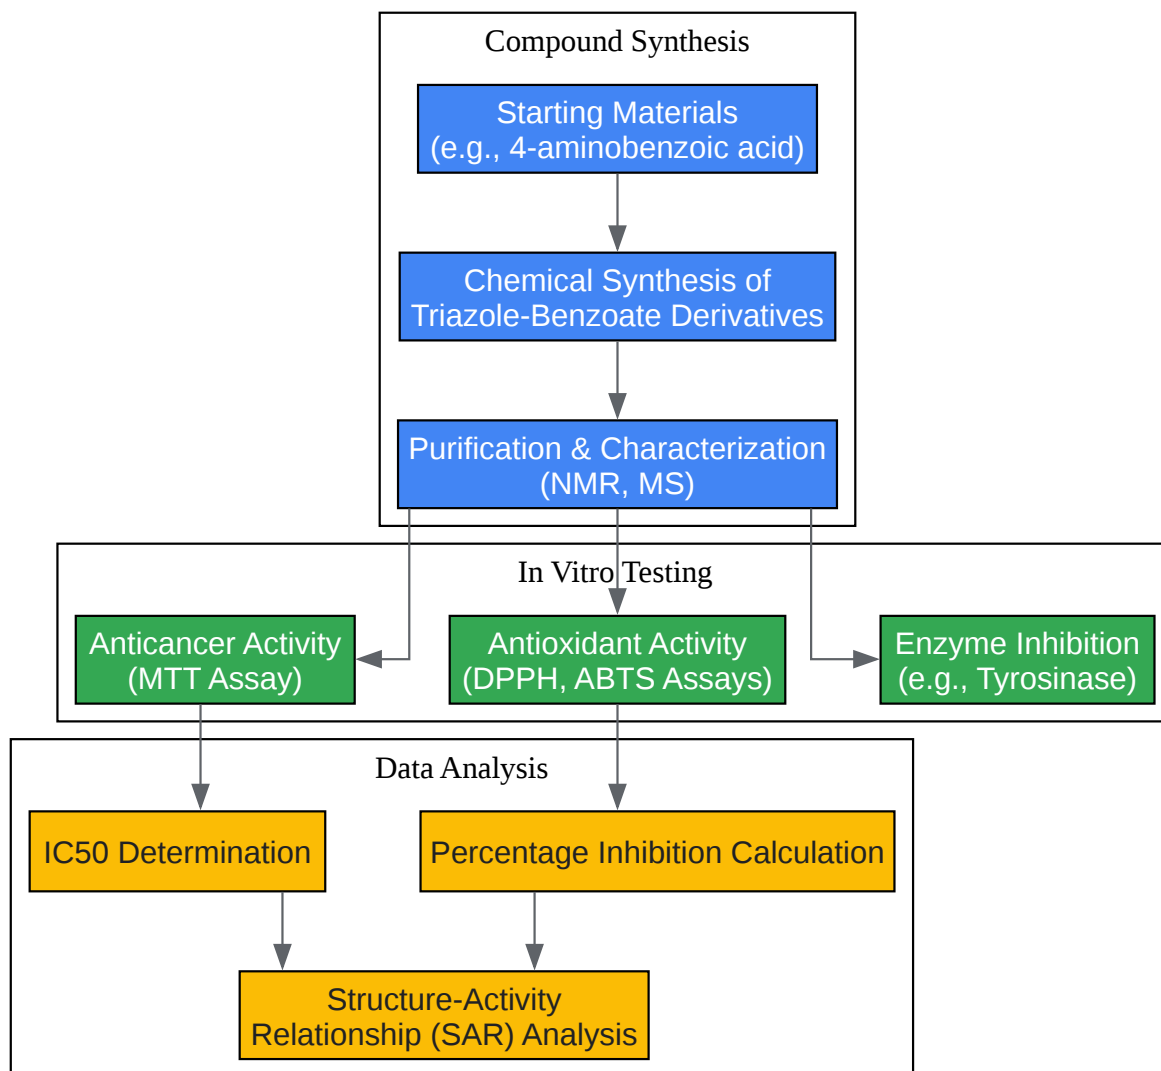 Compound Synthesis
Starting Materials
(e.g., 4-aminobenzoic acid)
Chemical Synthesis of
Triazole-Benzoate Derivatives
Purification & Characterization
(NMR, MS)
In Vitro Testing
Anticancer Activity
(MTT Assay)
Antioxidant Activity
(DPPH, ABTS Assays)
Enzyme Inhibition
(e.g., Tyrosinase)
Data Analysis
IC50 Determination
Percentage Inhibition Calculation
Structure-Activity
Relationship (SAR) Analysis